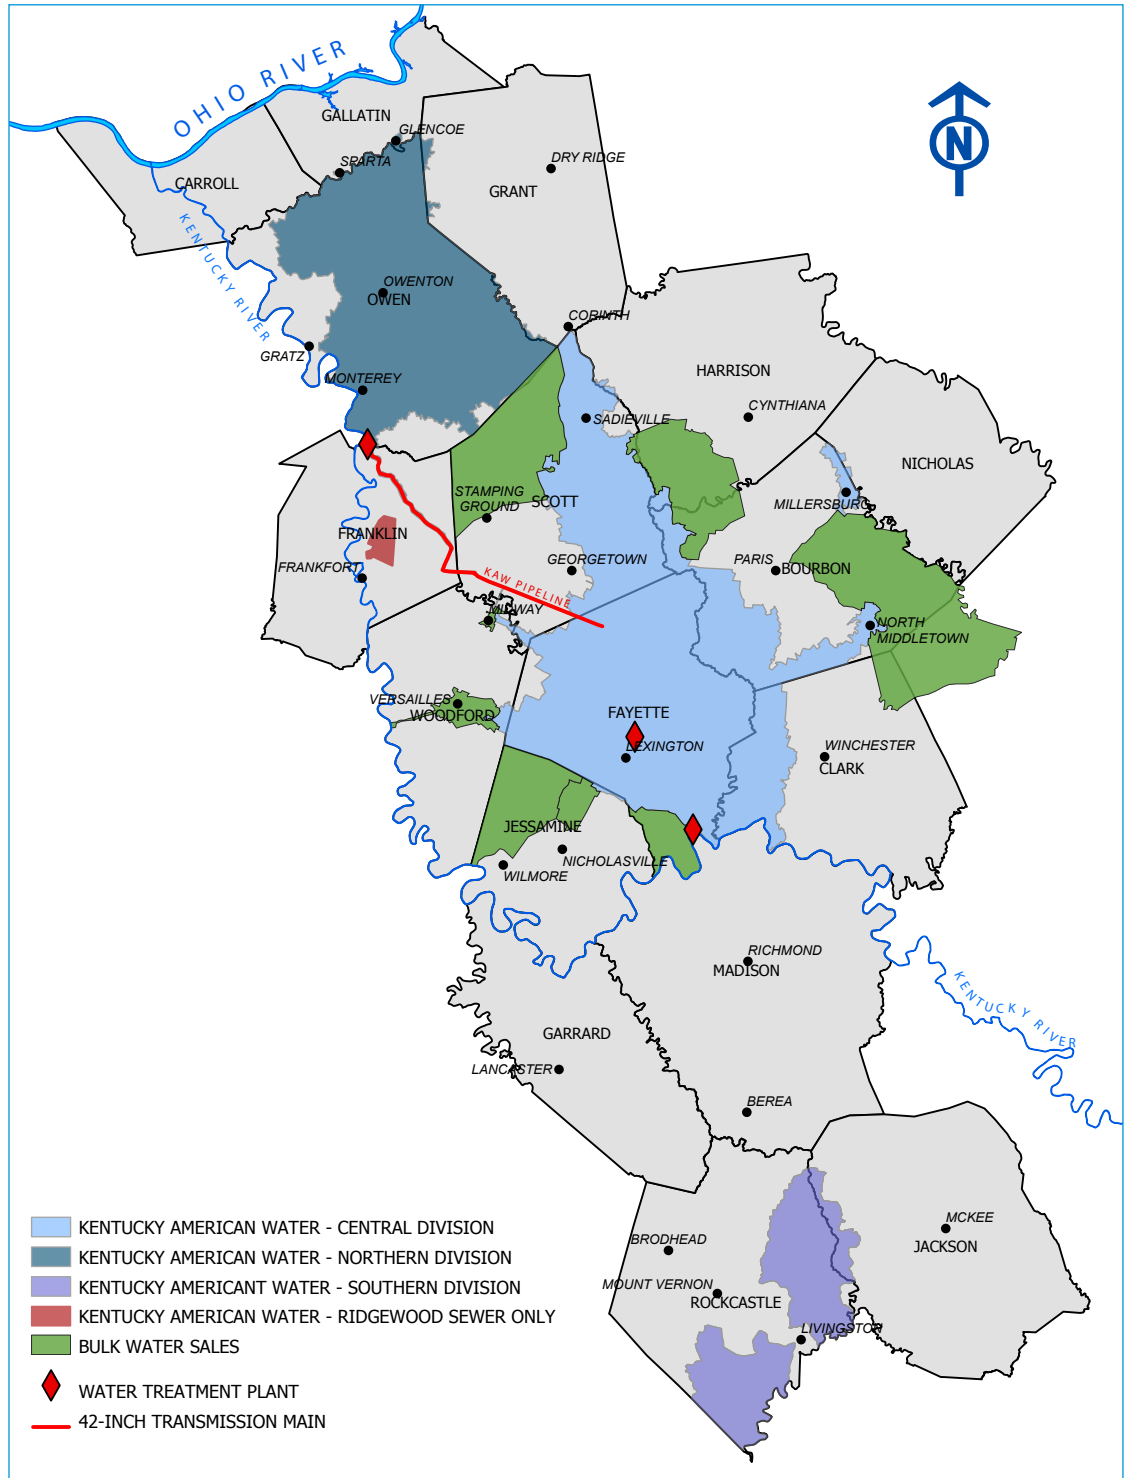 OHIO RIVER
N
GALLATIN
GLENCOE
SPARTA
DRY RIDGE
CARROLL
GRANT
KENTUCKY RIVER
OWENTON
OWEN
CORINTH
GRATZ
HARRISON
MONTEREY
CYNTHIANA
SADIEVILLE
NICHOLAS
STAMPING
GROUND
SCOTT
MILLERSBURG
FRANKLIN
GEORGETOWN
PARIS
BOURBON
FRANKFORT
KAW PIPELINE
MIDWAY
NORTH
MIDDLETOWN
VERSAILLES
WOODFORD
FAYETTE
LEXINGTON
WINCHESTER
CLARK
JESSAMINE
NICHOLASVILLE
WILMORE
RICHMOND
MADISON
KENTUCKY RIVER
GARRARD
LANCASTER
BEREA
MCKEE
JACKSON
BRODHEAD
MOUNT VERNON
ROCKCASTLE
LIVINGSTON
KENTUCKY AMERICAN WATER - CENTRAL DIVISION
KENTUCKY AMERICAN WATER - NORTHERN DIVISION
KENTUCKY AMERICANT WATER - SOUTHERN DIVISION
KENTUCKY AMERICAN WATER - RIDGEWOOD SEWER ONLY
BULK WATER SALES
WATER TREATMENT PLANT
42-INCH TRANSMISSION MAIN